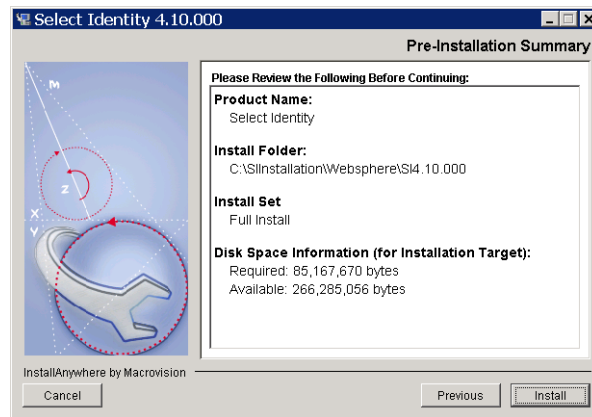 Select Identity 4.10.000
Pre-Installation Summary
Please Review the Following Before Continuing:
Product Name:
Select Identity
Install Folder:
C:\SIInstallation\Websphere\SI4.10.000
Install Set
Full Install
Disk Space Information (for Installation Target):
Required: 85,167,670 bytes
Available: 266,285,056 bytes
M
Z
X
Y
InstallAnywhere by Macrovision
Cancel
Previous
Install